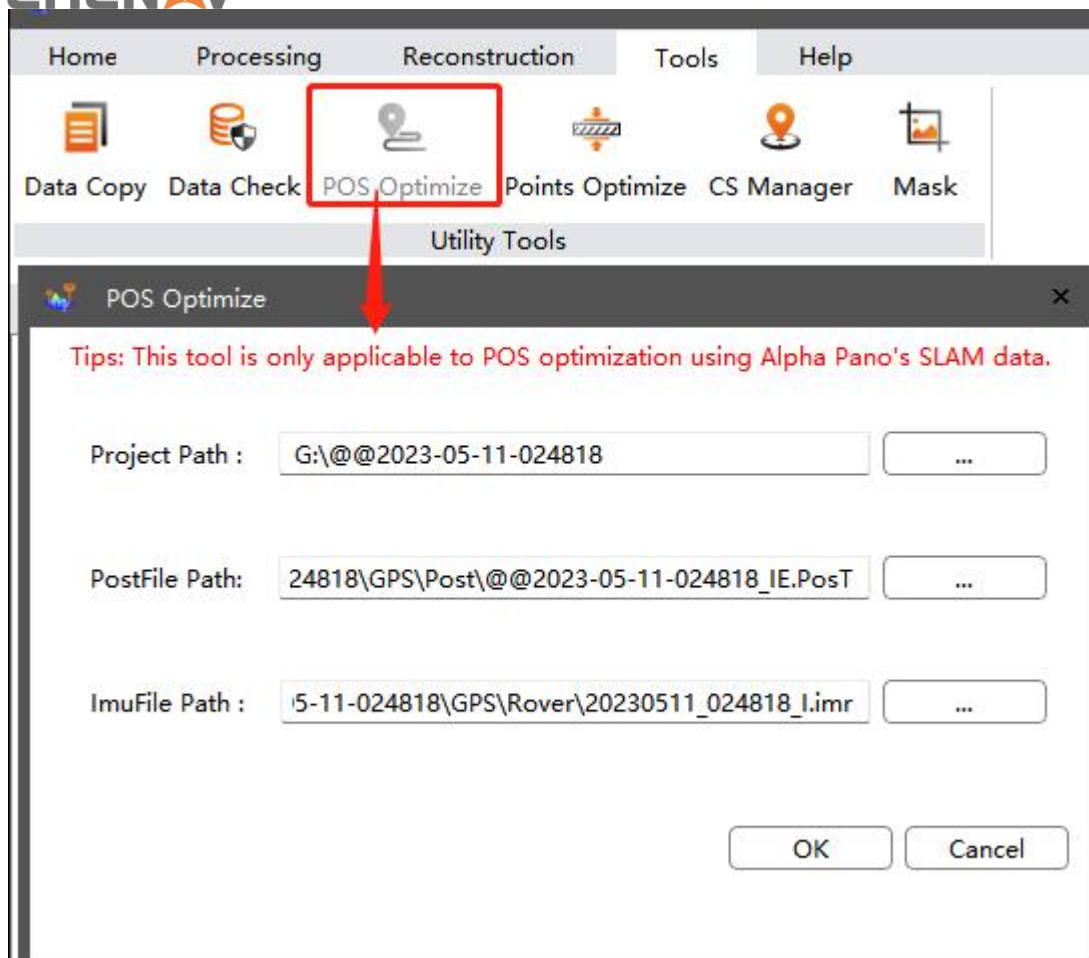 Home Processing Reconstruction Tools Help
Data Copy Data Check POS Optimize Points Optimize CS Manager Mask
Utility Tools
POS Optimize
Tips: This tool is only applicable to POS optimization using Alpha Pano's SLAM data.
Project Path : G:\@@2023-05-11-024818 ...
PostFile Path: 24818\GPS\Post\@@2023-05-11-024818_IE.PosT ...
ImuFile Path : 5-11-024818\GPS\Rover\20230511_024818_I.imr ...
OK Cancel